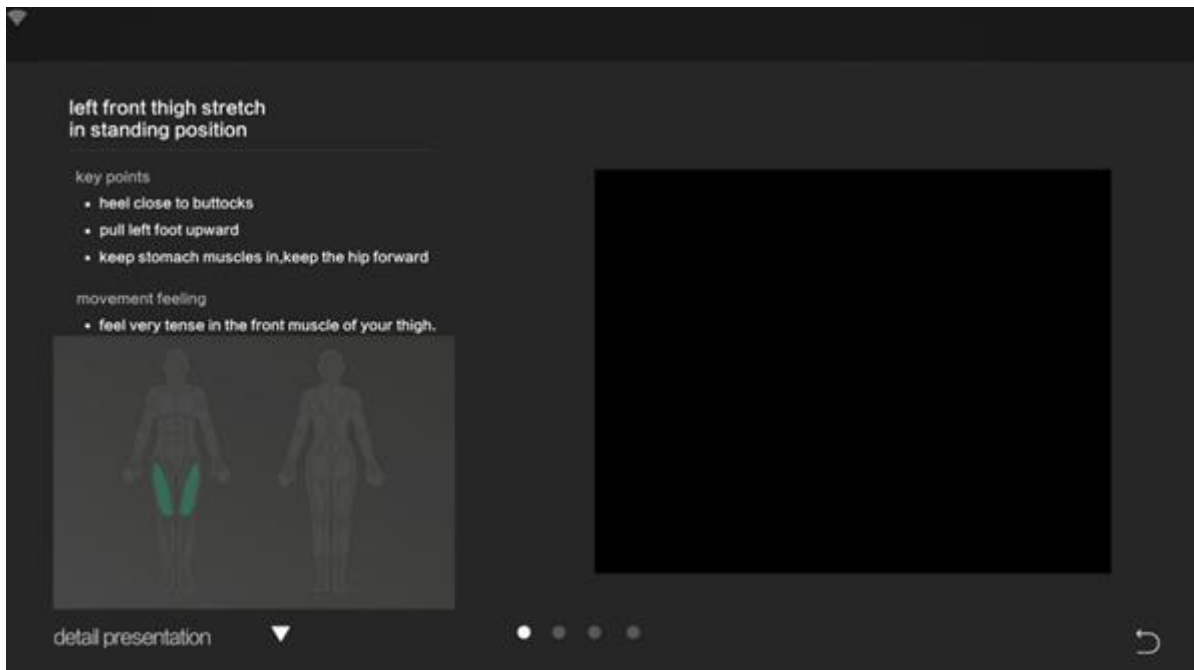 left front thigh stretch
in standing position
key points
• heel close to buttocks
• pull left foot upward
• keep stomach muscles in,keep the hip forward
movement feeling
• feel very tense in the front muscle of your thigh.
detail presentation